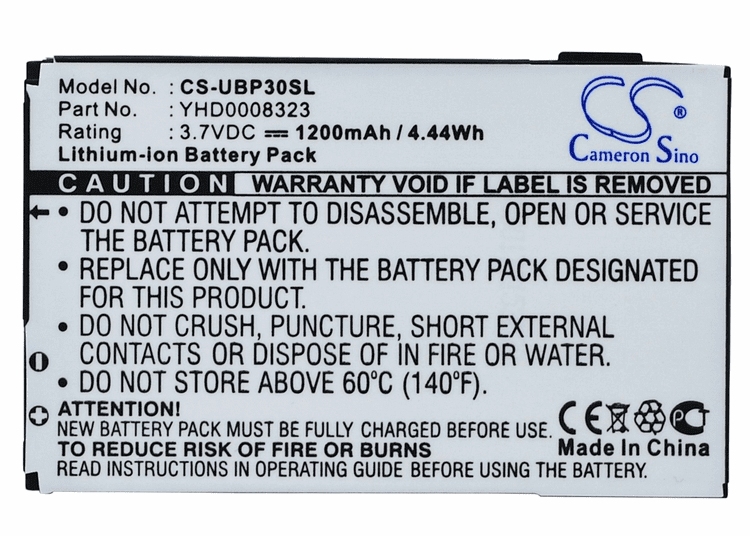 Model No.: CS-UBP30SL
Part No. : YHD0008323
Rating : 3.7VDC ⎓ 1200mAh / 4.44Wh
Lithium-ion Battery Pack
CS ®
Cameron Sino
CAUTION WARRANTY VOID IF LABEL IS REMOVED
• DO NOT ATTEMPT TO DISASSEMBLE, OPEN OR SERVICE
THE BATTERY PACK.
• REPLACE ONLY WITH THE BATTERY PACK DESIGNATED
FOR THIS PRODUCT.
• DO NOT CRUSH, PUNCTURE, SHORT EXTERNAL
CONTACTS OR DISPOSE OF IN FIRE OR WATER.
• DO NOT STORE ABOVE 60°C (140°F).
ATTENTION!
NEW BATTERY PACK MUST BE FULLY CHARGED BEFORE USE.
TO REDUCE RISK OF FIRE OR BURNS
READ INSTRUCTIONS IN OPERATING GUIDE BEFORE USING THIS BATTERY.
CE PCT
Made In China